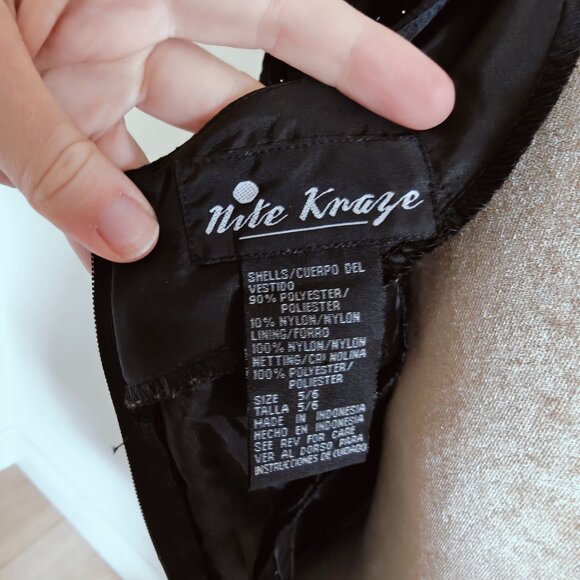 Nite Kraze
SHELLS/CUERPO DEL
VESTIDO
90% POLYESTER/
POLIESTER
10% NYLON/NYLON
LINING/FORRO
100% NYLON/NYLON
NETTING/CRINOLINA
100% POLYESTER/
POLIESTER
SIZE 5/6
TALLA 5/6
MADE IN INDONESIA
HECHO EN INDONESIA
SEE REV FOR CARE
VER AL DORSO PARA
INSTRUCCIONES DE CUIDADO